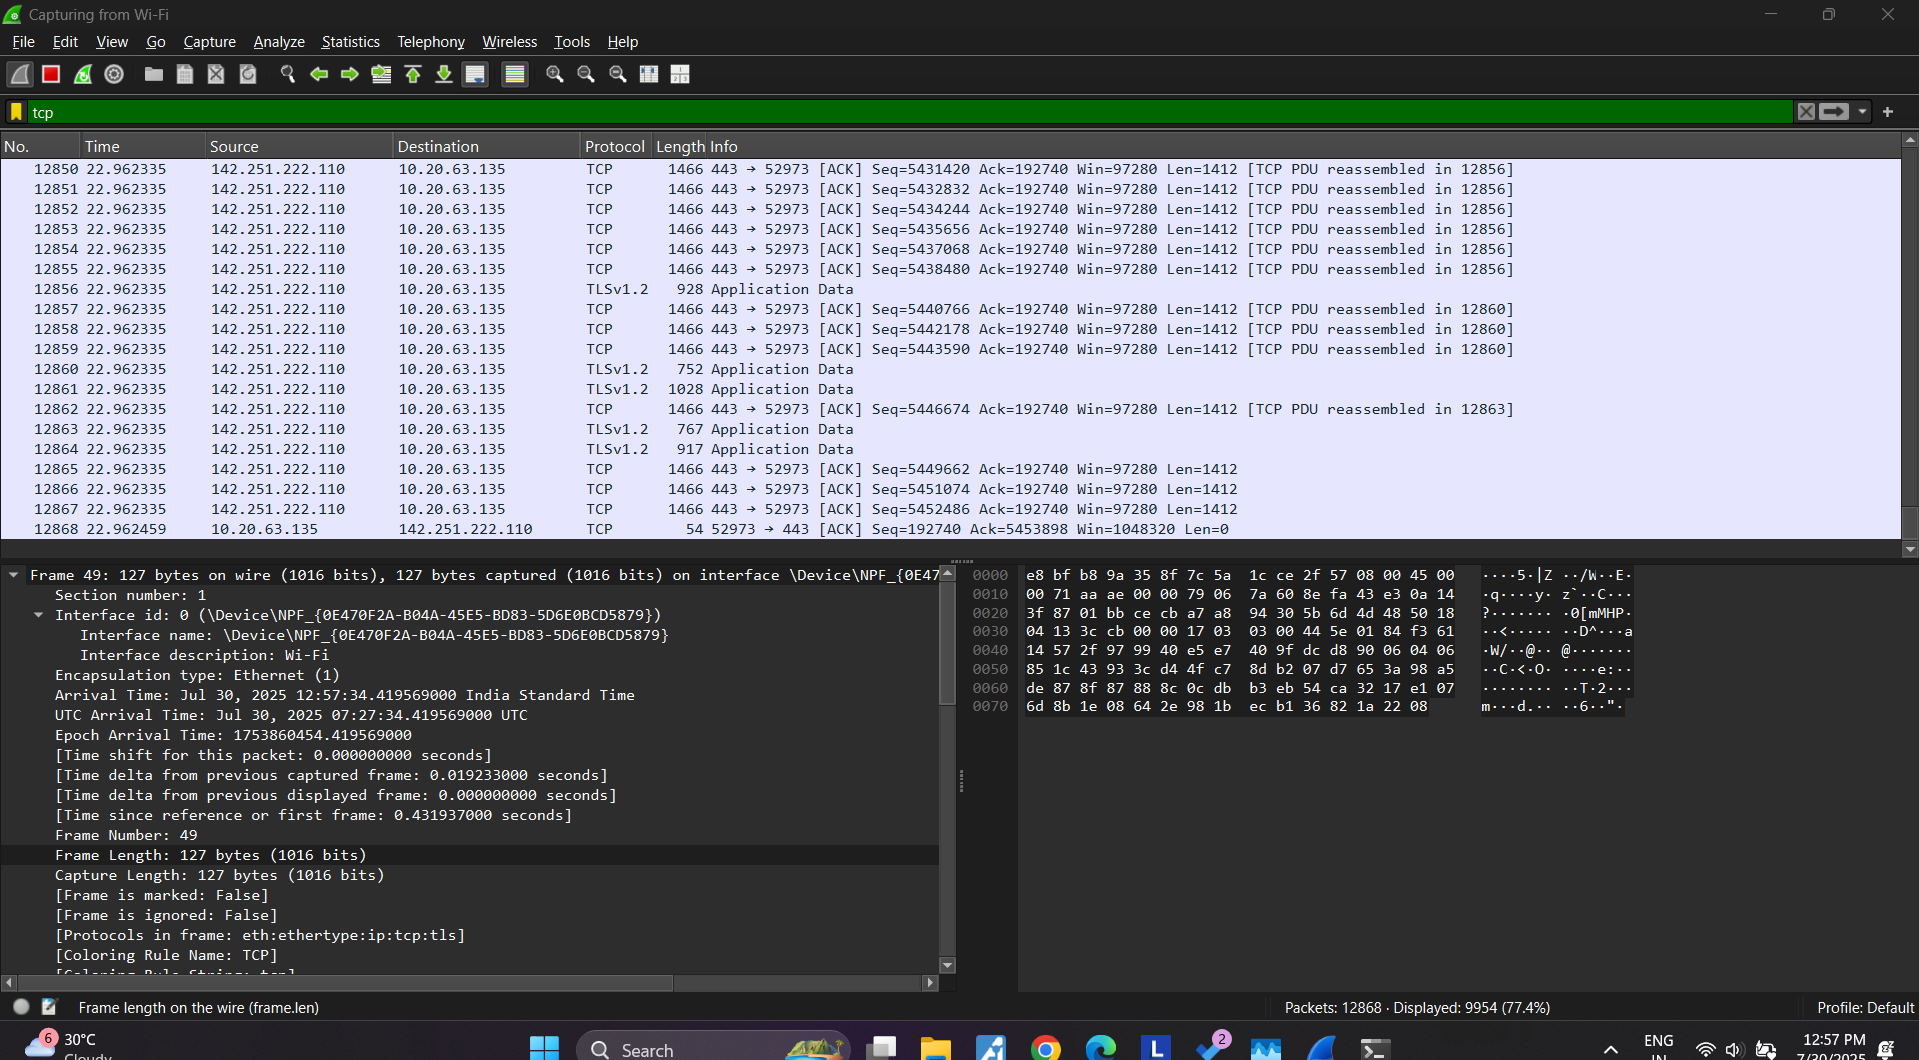 Capturing from Wi-Fi
File Edit View Go Capture Analyze Statistics Telephony Wireless Tools Help
tcp
No. Time Source Destination Protocol Length Info
12850 22.962335 142.251.222.110 10.20.63.135 TCP 1466 443 → 52973 [ACK] Seq=5431420 Ack=192740 Win=97280 Len=1412 [TCP PDU reassembled in 12856]
12851 22.962335 142.251.222.110 10.20.63.135 TCP 1466 443 → 52973 [ACK] Seq=5432832 Ack=192740 Win=97280 Len=1412 [TCP PDU reassembled in 12856]
12852 22.962335 142.251.222.110 10.20.63.135 TCP 1466 443 → 52973 [ACK] Seq=5434244 Ack=192740 Win=97280 Len=1412 [TCP PDU reassembled in 12856]
12853 22.962335 142.251.222.110 10.20.63.135 TCP 1466 443 → 52973 [ACK] Seq=5435656 Ack=192740 Win=97280 Len=1412 [TCP PDU reassembled in 12856]
12854 22.962335 142.251.222.110 10.20.63.135 TCP 1466 443 → 52973 [ACK] Seq=5437068 Ack=192740 Win=97280 Len=1412 [TCP PDU reassembled in 12856]
12855 22.962335 142.251.222.110 10.20.63.135 TCP 1466 443 → 52973 [ACK] Seq=5438480 Ack=192740 Win=97280 Len=1412 [TCP PDU reassembled in 12856]
12856 22.962335 142.251.222.110 10.20.63.135 TLSv1.2 928 Application Data
12857 22.962335 142.251.222.110 10.20.63.135 TCP 1466 443 → 52973 [ACK] Seq=5440766 Ack=192740 Win=97280 Len=1412 [TCP PDU reassembled in 12860]
12858 22.962335 142.251.222.110 10.20.63.135 TCP 1466 443 → 52973 [ACK] Seq=5442178 Ack=192740 Win=97280 Len=1412 [TCP PDU reassembled in 12860]
12859 22.962335 142.251.222.110 10.20.63.135 TCP 1466 443 → 52973 [ACK] Seq=5443590 Ack=192740 Win=97280 Len=1412 [TCP PDU reassembled in 12860]
12860 22.962335 142.251.222.110 10.20.63.135 TLSv1.2 752 Application Data
12861 22.962335 142.251.222.110 10.20.63.135 TLSv1.2 1028 Application Data
12862 22.962335 142.251.222.110 10.20.63.135 TCP 1466 443 → 52973 [ACK] Seq=5446674 Ack=192740 Win=97280 Len=1412 [TCP PDU reassembled in 12863]
12863 22.962335 142.251.222.110 10.20.63.135 TLSv1.2 767 Application Data
12864 22.962335 142.251.222.110 10.20.63.135 TLSv1.2 917 Application Data
12865 22.962335 142.251.222.110 10.20.63.135 TCP 1466 443 → 52973 [ACK] Seq=5449662 Ack=192740 Win=97280 Len=1412
12866 22.962335 142.251.222.110 10.20.63.135 TCP 1466 443 → 52973 [ACK] Seq=5451074 Ack=192740 Win=97280 Len=1412
12867 22.962335 142.251.222.110 10.20.63.135 TCP 1466 443 → 52973 [ACK] Seq=5452486 Ack=192740 Win=97280 Len=1412
12868 22.962459 10.20.63.135 142.251.222.110 TCP 54 52973 → 443 [ACK] Seq=192740 Ack=5453898 Win=1048320 Len=0
Frame 49: 127 bytes on wire (1016 bits), 127 bytes captured (1016 bits) on interface \Device\NPF_{0E47
Section number: 1
Interface id: 0 (\Device\NPF_{0E470F2A-B04A-45E5-BD83-5D6E0BCD5879})
Interface name: \Device\NPF_{0E470F2A-B04A-45E5-BD83-5D6E0BCD5879}
Interface description: Wi-Fi
Encapsulation type: Ethernet (1)
Arrival Time: Jul 30, 2025 12:57:34.419569000 India Standard Time
UTC Arrival Time: Jul 30, 2025 07:27:34.419569000 UTC
Epoch Arrival Time: 1753860454.419569000
[Time shift for this packet: 0.000000000 seconds]
[Time delta from previous captured frame: 0.019233000 seconds]
[Time delta from previous displayed frame: 0.000000000 seconds]
[Time since reference or first frame: 0.431937000 seconds]
Frame Number: 49
Frame Length: 127 bytes (1016 bits)
Capture Length: 127 bytes (1016 bits)
[Frame is marked: False]
[Frame is ignored: False]
[Protocols in frame: eth:ethertype:ip:tcp:tls]
[Coloring Rule Name: TCP]
0000 e8 bf b8 9a 35 8f 7c 5a 1c ce 2f 57 08 00 45 00 ····5·|Z ··/W··E·
0010 00 71 aa ae 00 00 79 06 7a 60 8e fa 43 e3 0a 14 ·q····y· z`··C···
0020 3f 87 01 bb ce cb a7 a8 94 30 5b 6d 4d 48 50 18 ?······· ·0[mMHP·
0030 04 13 3c cb 00 00 17 03 03 00 44 5e 01 84 f3 61 ··<····· ··D^···a
0040 14 57 2f 97 99 40 e5 e7 40 9f dc d8 90 06 04 06 ·W/··@·· @·······
0050 85 1c 43 93 3c d4 4f c7 8d b2 07 d7 65 3a 98 a5 ··C·<·O· ····e:··
0060 de 87 8f 87 88 8c 0c db b3 eb 54 ca 32 17 e1 07 ········ ··T·2···
0070 6d 8b 1e 08 64 2e 98 1b ec b1 36 82 1a 22 08 m···d.·· ··6··"·
Frame length on the wire (frame.len)
Packets: 12868 · Displayed: 9954 (77.4%)
Profile: Default
6
30°C
Cloudy
Search
2
ENG
IN
12:57 PM
7/30/2025